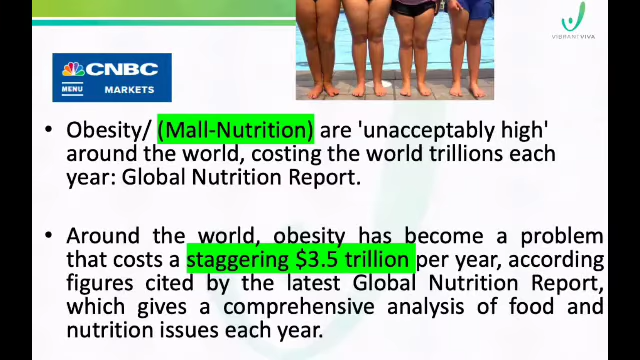 VIBRANTVIVA
CNBC
MENU MARKETS
• Obesity/ (Mall-Nutrition) are 'unacceptably high'
around the world, costing the world trillions each
year: Global Nutrition Report.
• Around the world, obesity has become a problem
that costs a staggering $3.5 trillion per year, according
figures cited by the latest Global Nutrition Report,
which gives a comprehensive analysis of food and
nutrition issues each year.